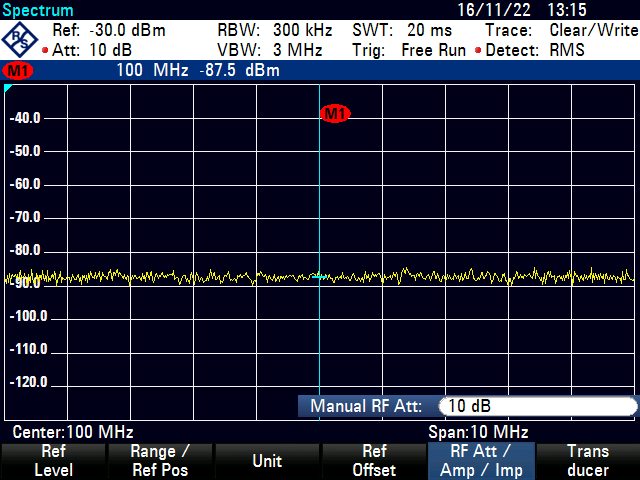 Spectrum 16/11/22 13:15
R&S Ref: -30.0 dBm RBW: 300 kHz SWT: 20 ms Trace: Clear/Write
Att: 10 dB VBW: 3 MHz Trig: Free Run Detect: RMS
M1 100 MHz -87.5 dBm
M1
-40.0
-50.0
-60.0
-70.0
-80.0
-90.0
-100.0
-110.0
-120.0
Manual RF Att: 10 dB
Center:100 MHz Span:10 MHz
Ref Level
Range / Ref Pos
Unit
Ref Offset
RF Att / Amp / Imp
Trans ducer